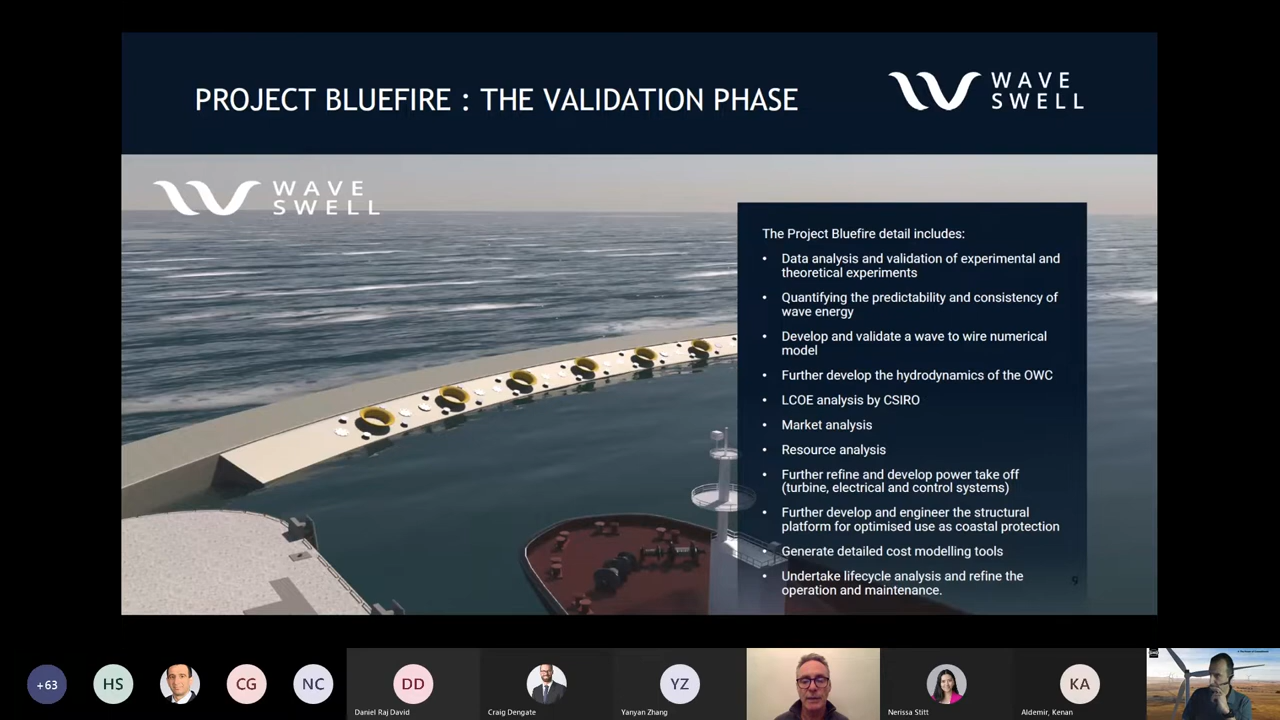 PROJECT BLUEFIRE : THE VALIDATION PHASE
WAVE
SWELL
WAVE
SWELL
The Project Bluefire detail includes:
• Data analysis and validation of experimental and
theoretical experiments
• Quantifying the predictability and consistency of
wave energy
• Develop and validate a wave to wire numerical
model
• Further develop the hydrodynamics of the OWC
• LCOE analysis by CSIRO
• Market analysis
• Resource analysis
• Further refine and develop power take off
(turbine, electrical and control systems)
• Further develop and engineer the structural
platform for optimised use as coastal protection
• Generate detailed cost modelling tools
• Undertake lifecycle analysis and refine the
operation and maintenance.
9
+63
HS
CG
NC
DD
Daniel Raj David
Craig Dengate
YZ
Yanyan Zhang
Nerissa Stitt
KA
Aldemir, Kenan